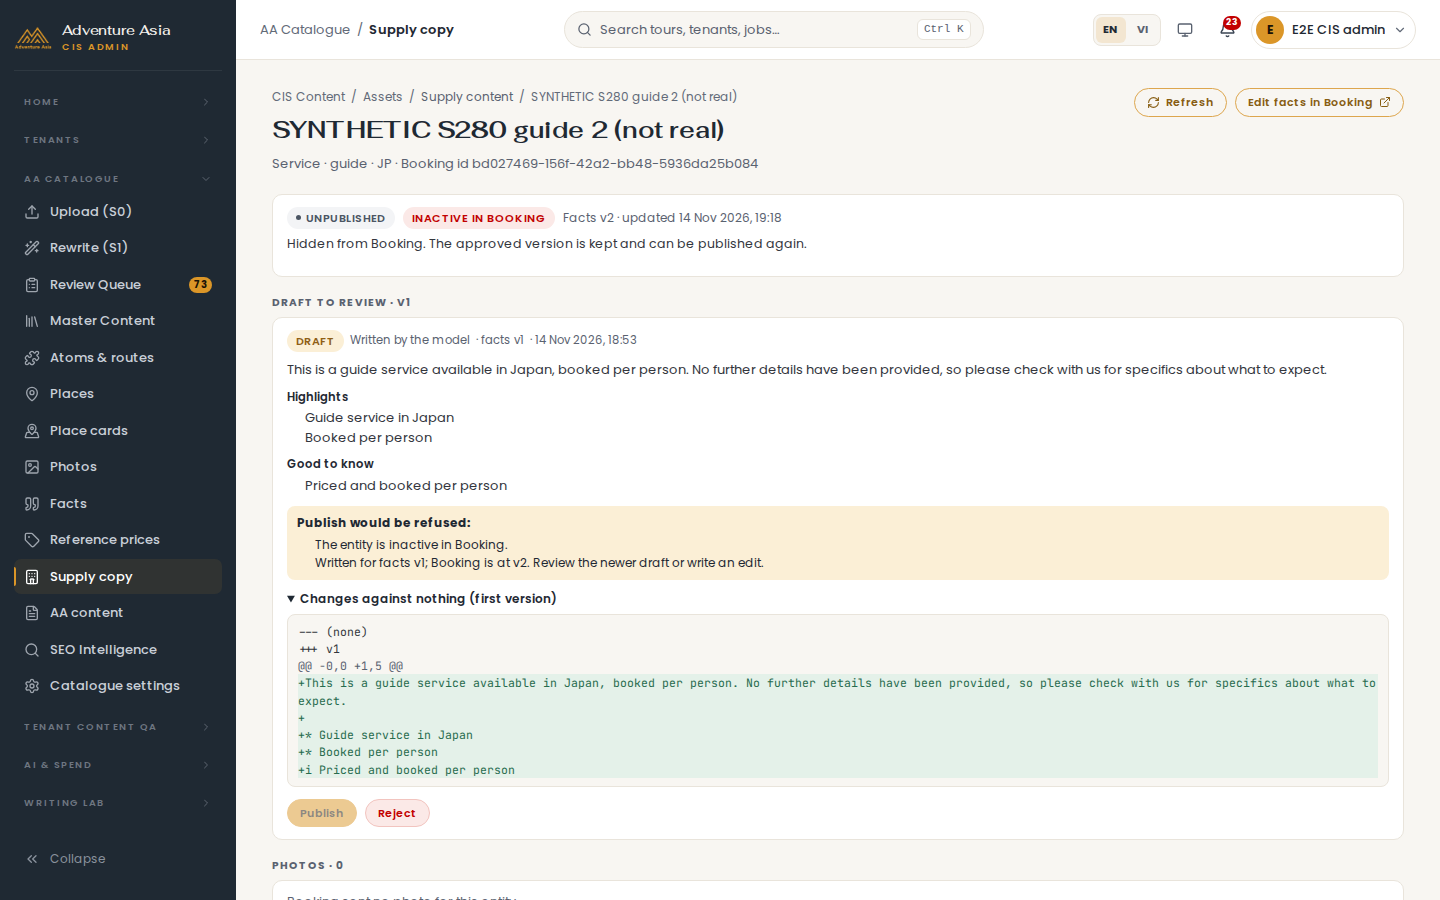 Adventure Asia
CIS ADMIN
Adventure Asia
HOME
TENANTS
AA CATALOGUE
Upload (S0)
Rewrite (S1)
Review Queue
73
Master Content
Atoms & routes
Places
Place cards
Photos
Facts
Reference prices
Supply copy
AA content
SEO Intelligence
Catalogue settings
TENANT CONTENT QA
AI & SPEND
WRITING LAB
Collapse
AA Catalogue / Supply copy
Search tours, tenants, jobs...
Ctrl K
EN VI
23
E
E2E CIS admin
CIS Content / Assets / Supply content / SYNTHETIC S280 guide 2 (not real)
SYNTHETIC S280 guide 2 (not real)
Service · guide · JP · Booking id bd027469-156f-42a2-bb48-5936da25b084
Refresh
Edit facts in Booking
UNPUBLISHED INACTIVE IN BOOKING Facts v2 · updated 14 Nov 2026, 19:18
Hidden from Booking. The approved version is kept and can be published again.
DRAFT TO REVIEW · V1
DRAFT Written by the model · facts v1 · 14 Nov 2026, 18:53
This is a guide service available in Japan, booked per person. No further details have been provided, so please check with us for specifics about what to expect.
Highlights
Guide service in Japan
Booked per person
Good to know
Priced and booked per person
Publish would be refused:
The entity is inactive in Booking.
Written for facts v1; Booking is at v2. Review the newer draft or write an edit.
▼ Changes against nothing (first version)
--- (none)
+++ v1
@@ -0,0 +1,5 @@
+This is a guide service available in Japan, booked per person. No further details have been provided, so please check with us for specifics about what to
expect.
+
+* Guide service in Japan
+* Booked per person
+i Priced and booked per person
Publish
Reject
PHOTOS · 0
Booking sent no photo for this entity.